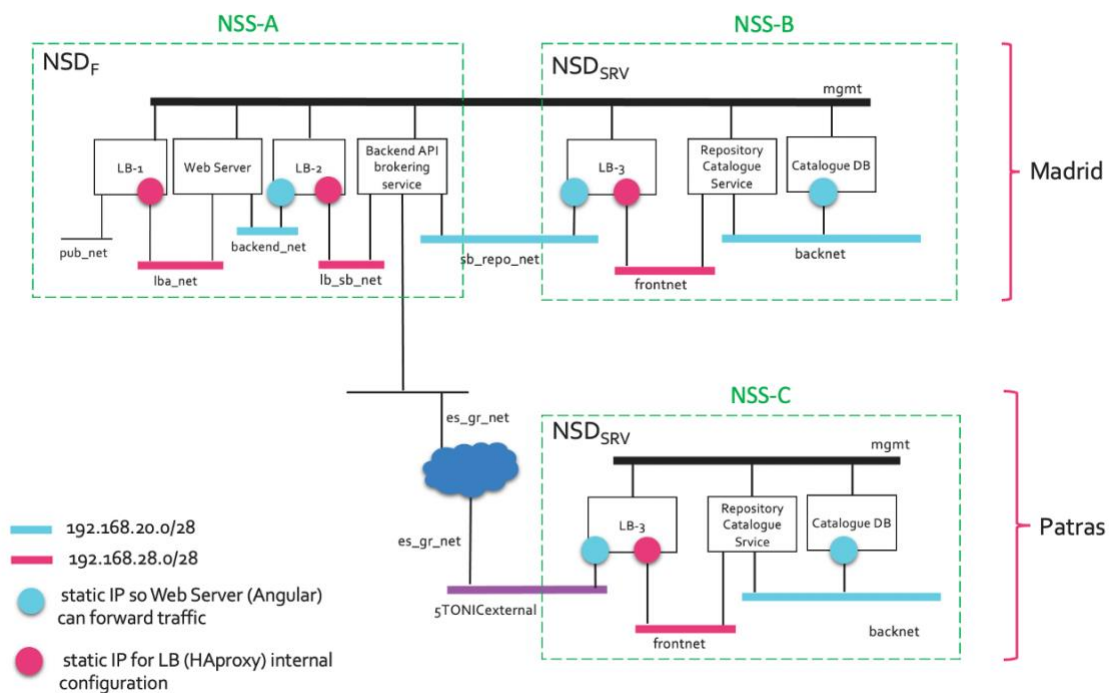 NSS-A
NSS-B
NSD_F
NSD_SRV
mgmt
LB-1
Web Server
LB-2
Backend API
brokering
service
LB-3
Repository
Catalogue
Service
Catalogue DB
Madrid
pub_net
backend_net
sb_repo_net
backnet
lba_net
lb_sb_net
frontnet
NSS-C
es_gr_net
NSD_SRV
mgmt
LB-3
Repository
Catalogue
Srvice
Catalogue DB
Patras
192.168.20.0/28
192.168.28.0/28
es_gr_net
static IP so Web Server (Angular)
can forward traffic
5TONICexternal
backnet
frontnet
static IP for LB (HAproxy) internal
configuration